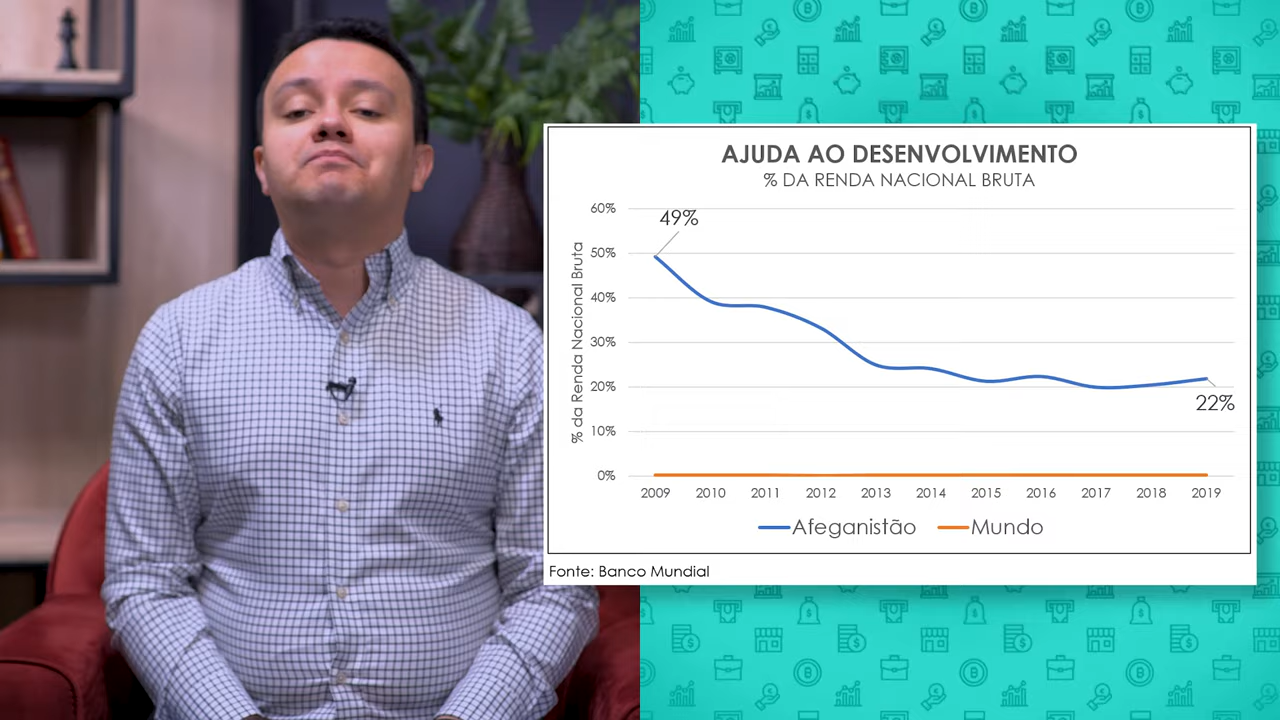 AJUDA AO DESENVOLVIMENTO
% DA RENDA NACIONAL BRUTA
% da Renda Nacional Bruta
60%
50%
40%
30%
20%
10%
0%
49%
22%
2009 2010 2011 2012 2013 2014 2015 2016 2017 2018 2019
Afeganistão Mundo
Fonte: Banco Mundial